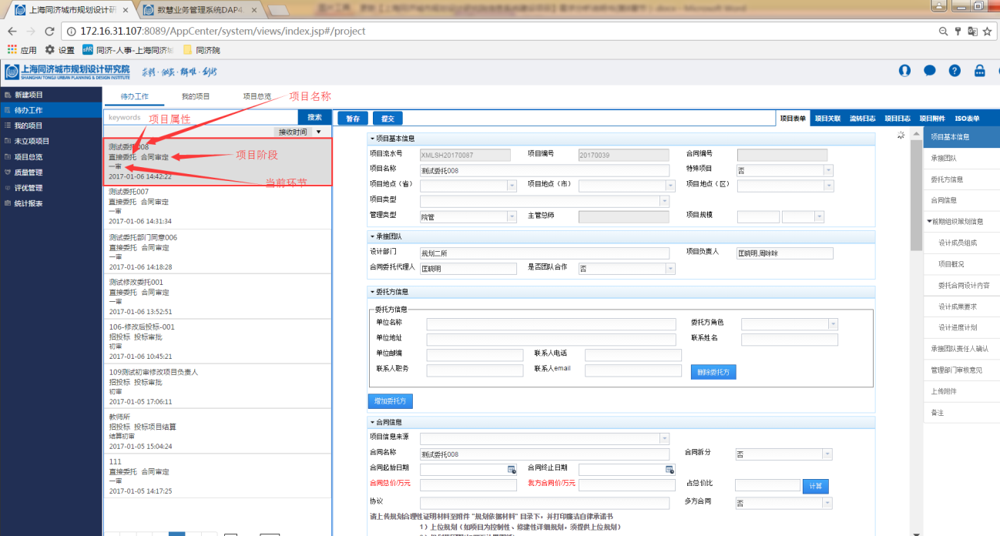 上海同济城市规划设计研
数慧业务管理系统DAP4.
172.16.31.107:8089/AppCenter/system/views/index.jsp#/project
应用
设置
同济-人事-上海同济城
同济院
上海同济城市规划设计研究院
SHANGHAI TONGJI URBAN PLANNING & DESIGN INSTITUTE
新建项目
待办工作
我的项目
未立项项目
项目总览
质量管理
评优管理
统计报表
待办工作
我的项目
项目总览
项目名称
keywords
项目属性
搜索
接收时间
测试委托008
直接委托 合同审定
项目阶段
一审
当前环节
2017-01-06 14:42:22
测试委托007
直接委托 合同审定
一审
2017-01-06 14:31:34
测试委托部门同意006
直接委托 合同审定
一审
2017-01-06 14:18:28
测试修改委托001
直接委托 合同审定
一审
2017-01-06 13:52:51
106-修改后投标-001
招投标 投标审批
初审
2017-01-06 10:45:21
109测试初审修改项目负责人
招投标 投标审批
初审
2017-01-05 17:06:11
教师所
招投标 投标项目结算
结算初审
2017-01-05 15:04:24
111
直接委托 合同审定
一审
2017-01-05 14:17:25
暂存
提交
项目表单
项目关联
流转日志
项目日志
项目附件
ISO表单
项目基本信息
项目流水号 XMLSH20170087
项目编号 20170039
合同编号
项目名称 测试委托008
特殊项目 否
项目地点（省）
项目地点（市）
项目地点（区）
项目类型
管理类型 院管
主管总师
项目规模
承接团队
设计部门 规划二所
项目负责人 匡晓明,周咪咪
合同委托代理人 匡晓明
是否团队合作 否
委托方信息
委托方信息
单位名称
委托方角色
单位地址
联系姓名
单位邮编
联系人电话
联系人职务
联系人email
删除委托方
增加委托方
合同信息
项目信息来源
合同名称 测试委托008
合同拆分 否
合同起始日期
合同终止日期
合同总价/万元
我方合同价/万元
占总价比
计算
协议
多方合同 否
请上传规划合理性证明材料至附件 "规划依据材料" 目录下，并打印廉洁自律承诺书
1）上位规划（如项目为控制性、修建性详细规划，须提供上位规划）
项目基本信息
承接团队
委托方信息
合同信息
前期组织策划信息
设计成员组成
项目概况
委托合同设计内容
设计成果要求
设计进度计划
承接团队责任人确认
管理部门审核意见
上传附件
备注